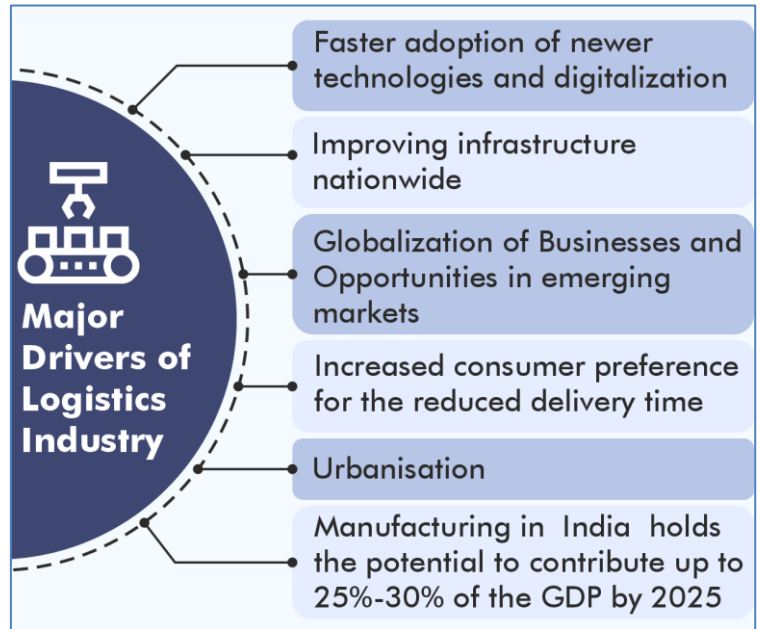 Major
Drivers of
Logistics
Industry
Faster adoption of newer
technologies and digitalization
Improving infrastructure
nationwide
Globalization of Businesses and
Opportunities in emerging
markets
Increased consumer preference
for the reduced delivery time
Urbanisation
Manufacturing in India holds
the potential to contribute up to
25%-30% of the GDP by 2025